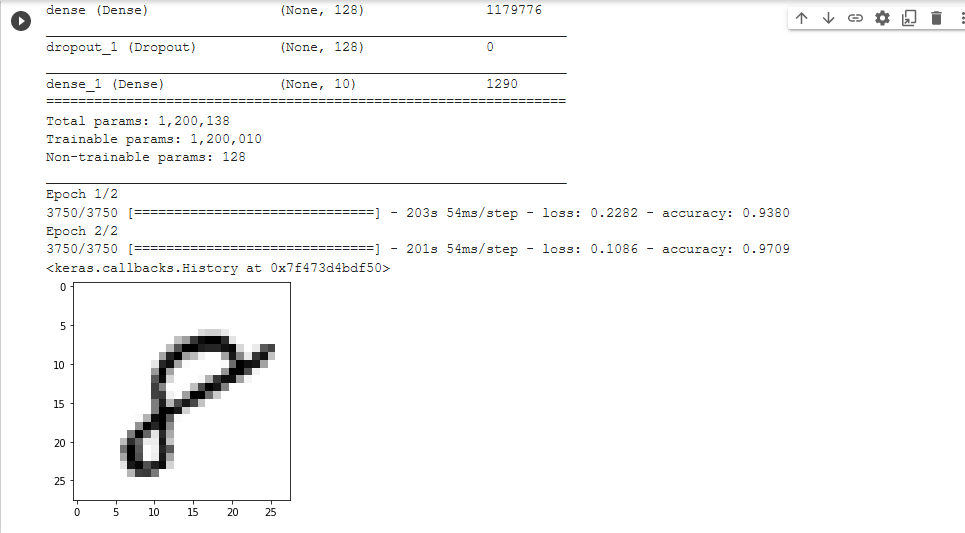 dense (Dense) (None, 128) 1179776
dropout_1 (Dropout) (None, 128) 0
dense_1 (Dense) (None, 10) 1290
=================================================================
Total params: 1,200,138
Trainable params: 1,200,010
Non-trainable params: 128
Epoch 1/2
3750/3750 [==============================] - 203s 54ms/step - loss: 0.2282 - accuracy: 0.9380
Epoch 2/2
3750/3750 [==============================] - 201s 54ms/step - loss: 0.1086 - accuracy: 0.9709
<keras.callbacks.History at 0x7f473d4bdf50>
0
5
10
15
20
25
0 5 10 15 20 25
8